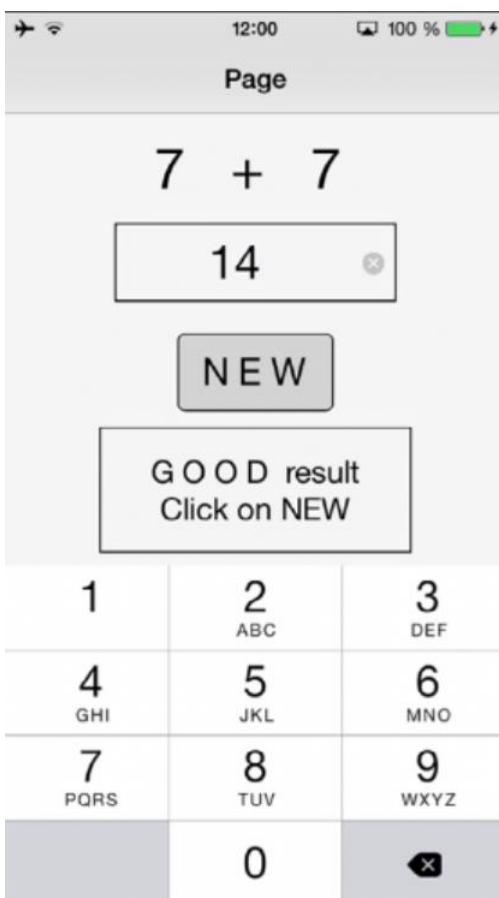 12:00 100 %
Page
7 + 7
14
NEW
GOOD result
Click on NEW
1 2 3
ABC DEF
4 5 6
GHI JKL MNO
7 8 9
PQRS TUV WXYZ
0